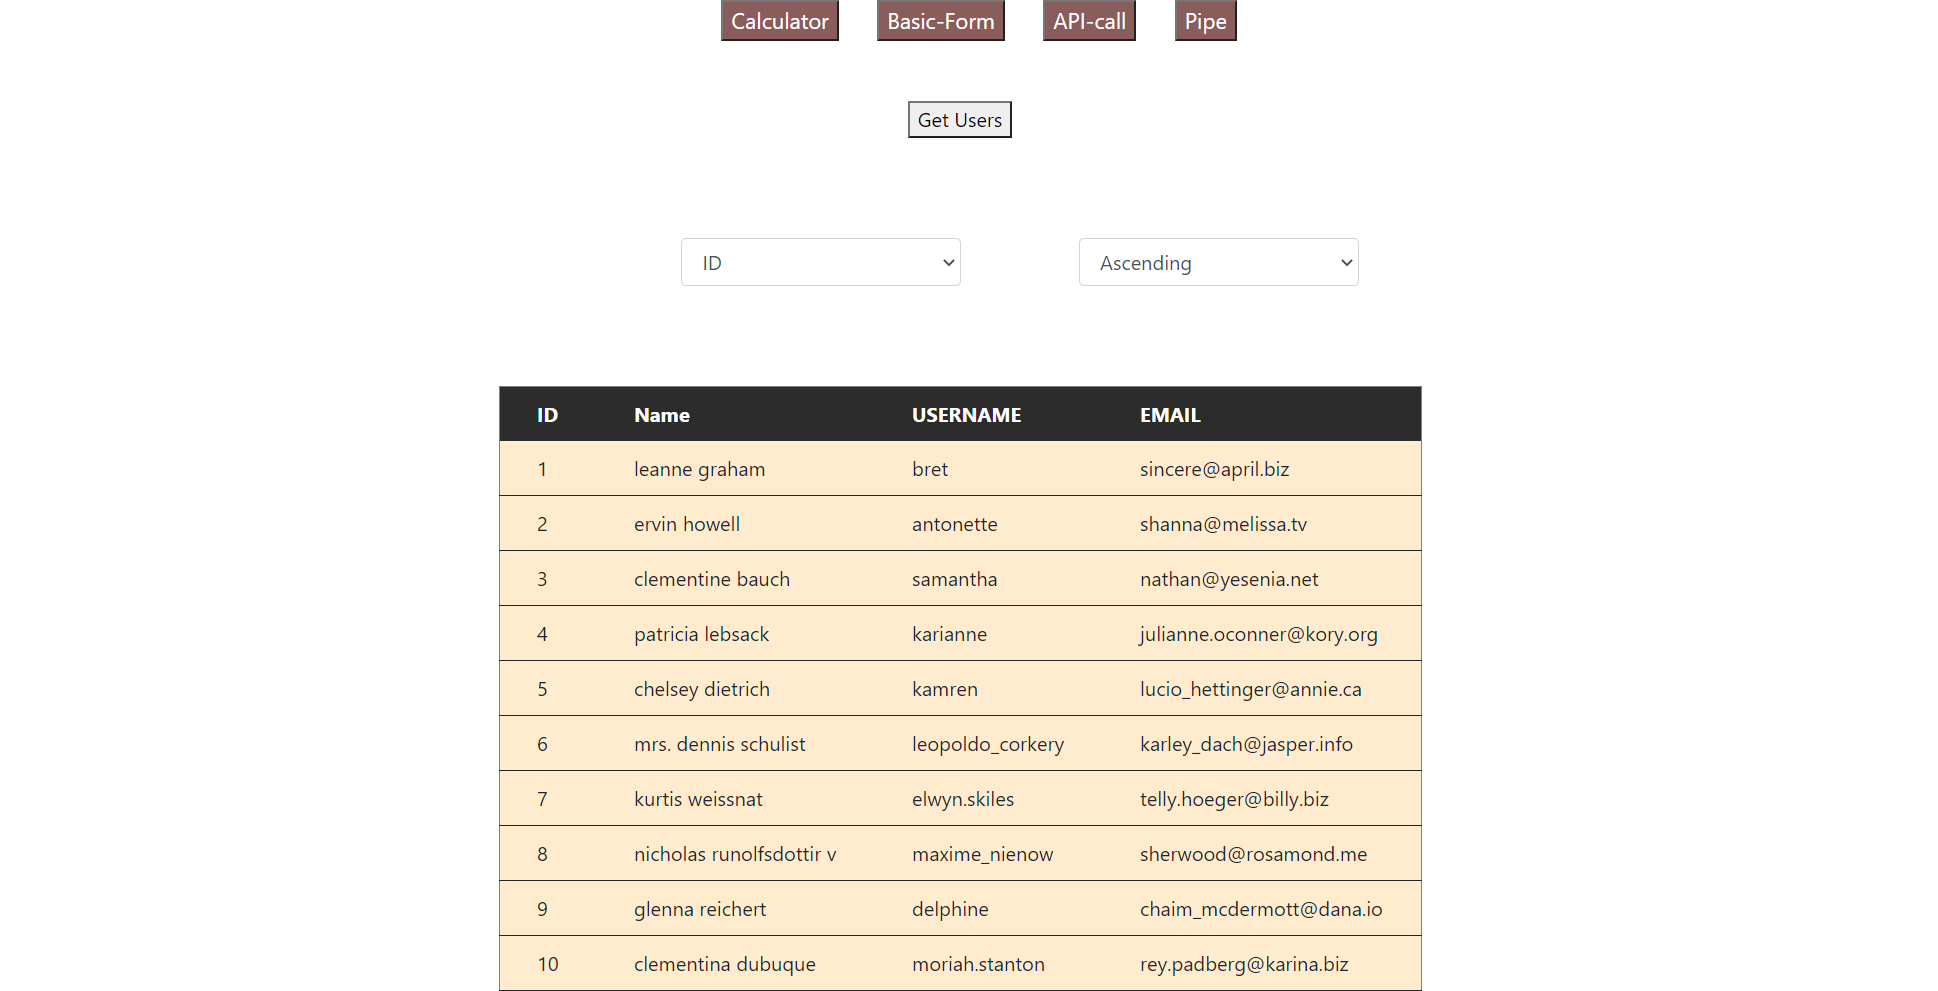 Calculator Basic-Form API-call Pipe
Get Users
ID Ascending
ID Name USERNAME EMAIL
1 leanne graham bret sincere@april.biz
2 ervin howell antonette shanna@melissa.tv
3 clementine bauch samantha nathan@yesenia.net
4 patricia lebsack karianne julianne.oconner@kory.org
5 chelsey dietrich kamren lucio_hettinger@annie.ca
6 mrs. dennis schulist leopoldo_corkery karley_dach@jasper.info
7 kurtis weissnat elwyn.skiles telly.hoeger@billy.biz
8 nicholas runolfsdottir v maxime_nienow sherwood@rosamond.me
9 glenna reichert delphine chaim_mcdermott@dana.io
10 clementina dubuque moriah.stanton rey.padberg@karina.biz